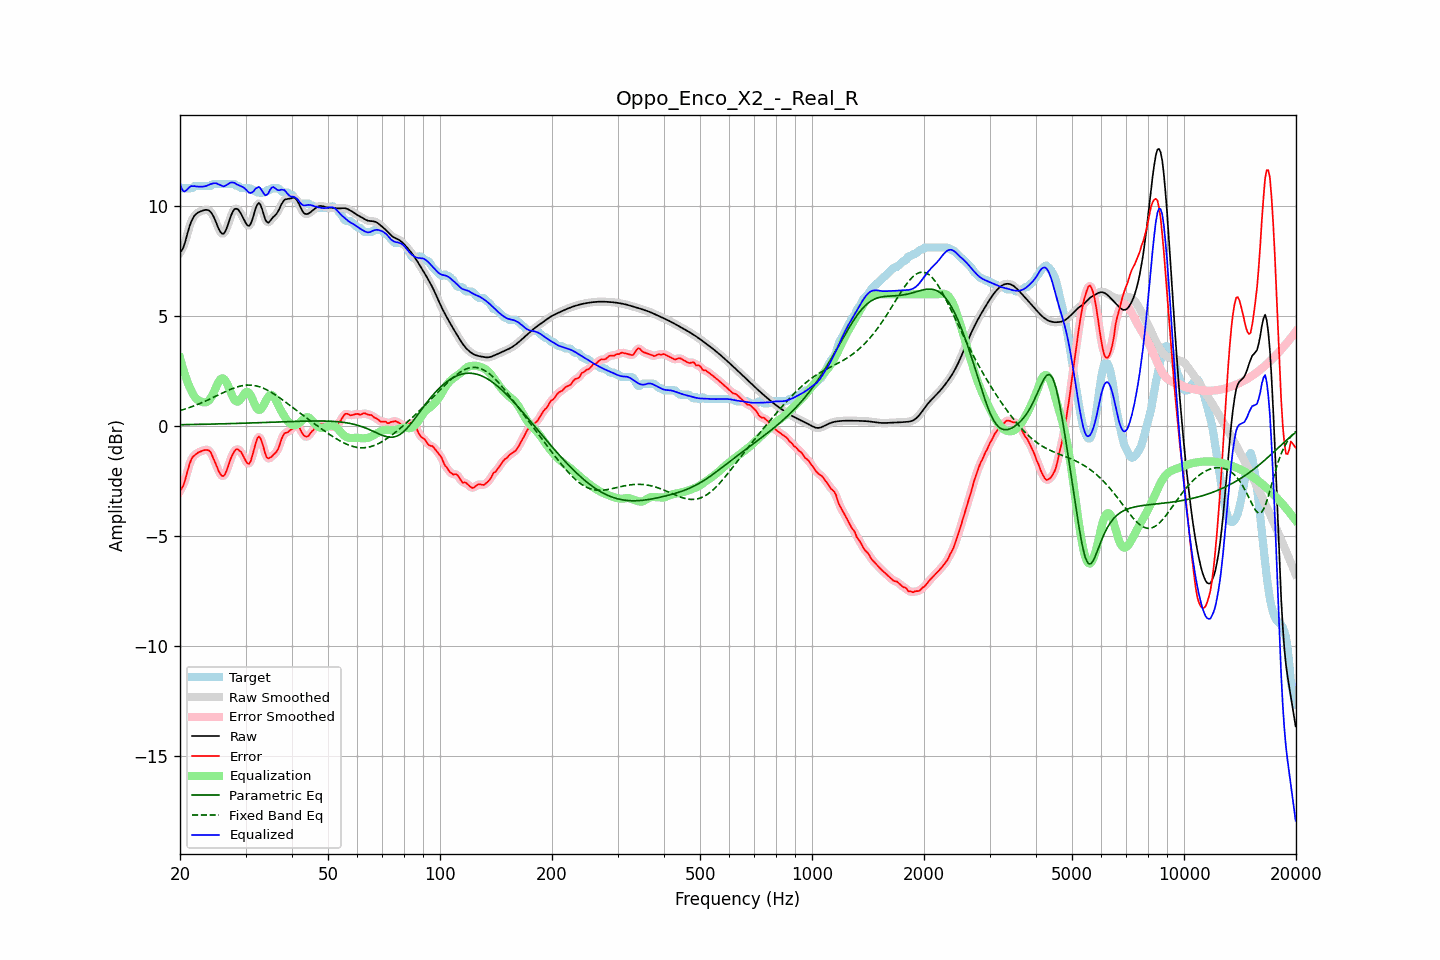 Oppo_Enco_X2_-_Real_R
Amplitude (dBr)
10
5
0
−5
−10
−15
Target
Raw Smoothed
Error Smoothed
Raw
Error
Equalization
Parametric Eq
Fixed Band Eq
Equalized
20 50 100 200 500 1000 2000 5000 10000 20000
Frequency (Hz)